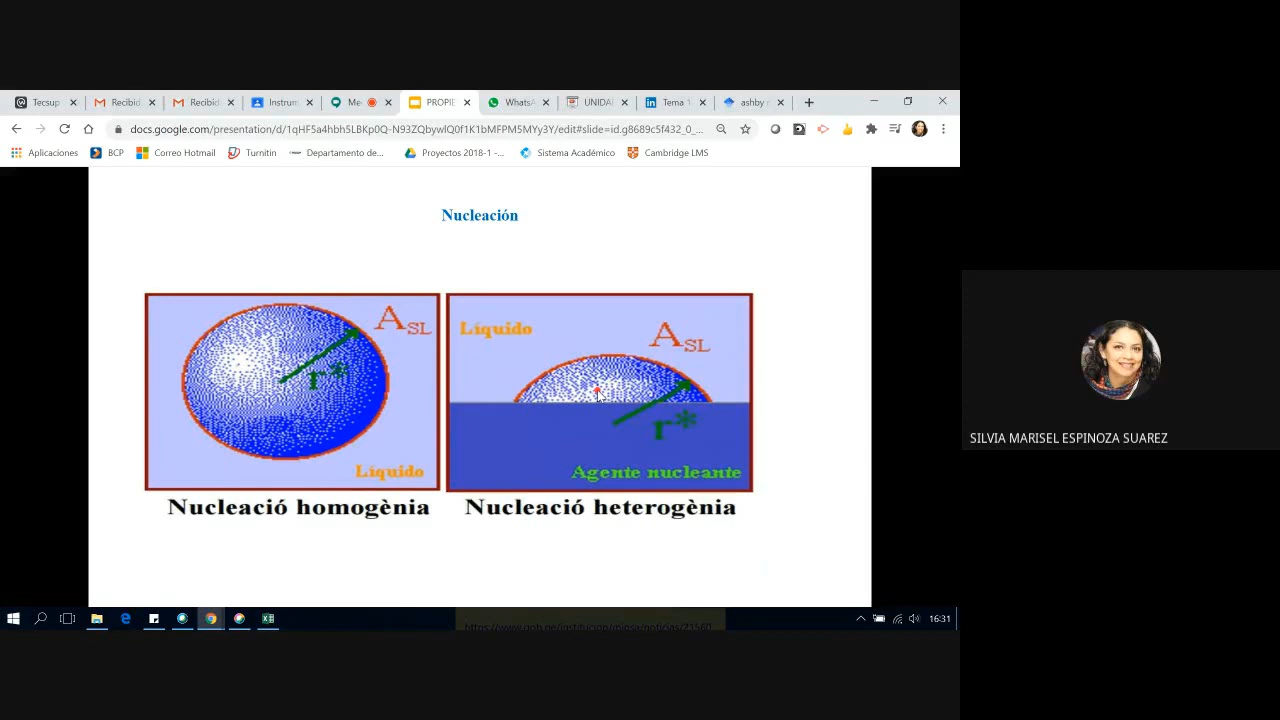 Tecsup
Recibid
Recibid
Instrum
Me
PROPIE
WhatsA
UNIDA
Tema 1
ashby
docs.google.com/presentation/d/1qHF5a4hbh5LBKp0Q-N93ZQbywlQ0f1K1bMFPM5MYy3Y/edit#slide=id.g8689c5f432_0_...
Aplicaciones
BCP
Correo Hotmail
Turnitin
Departamento de...
Proyectos 2018-1 -...
Sistema Académico
Cambridge LMS
Nucleación
ASL
r*
Líquido
Líquido
ASL
r*
Agente nucleante
Nucleació homogènia
Nucleació heterogènia
SILVIA MARISEL ESPINOZA SUAREZ
16:31